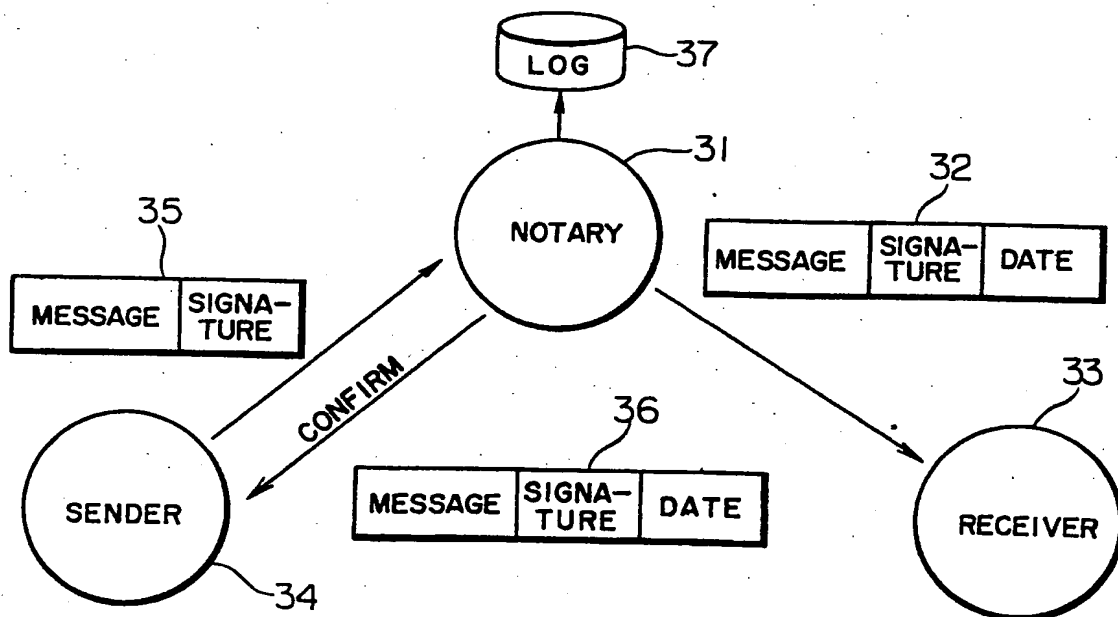 LOG
37
31
NOTARY
32
MESSAGE
SIGNA-
TURE
DATE
35
MESSAGE
SIGNA-
TURE
CONFIRM
33
36
MESSAGE
SIGNA-
TURE
DATE
SENDER
RECEIVER
34